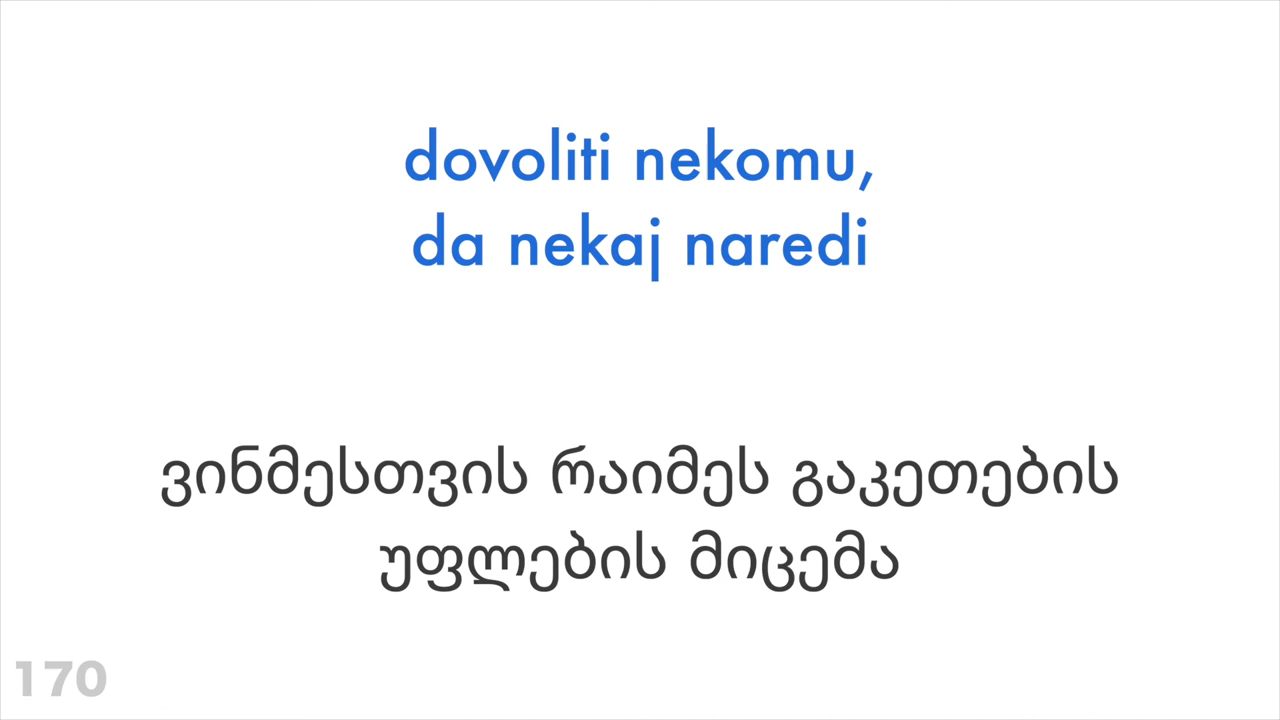 dovoliti nekomu,
da nekaj naredi
ვინმესთვის რაიმეს გაკეთების
უფლების მიცემა
170